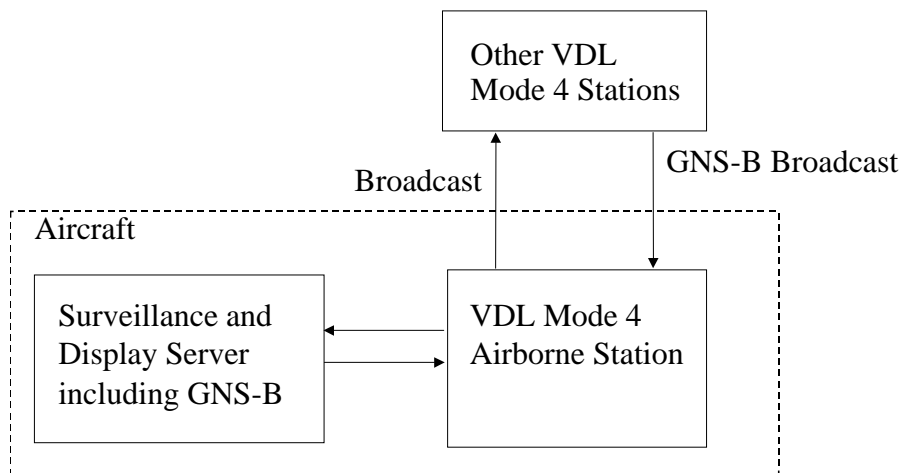 Other VDL
Mode 4 Stations
Broadcast
GNS-B Broadcast
Aircraft
Surveillance and
Display Server
including GNS-B
VDL Mode 4
Airborne Station